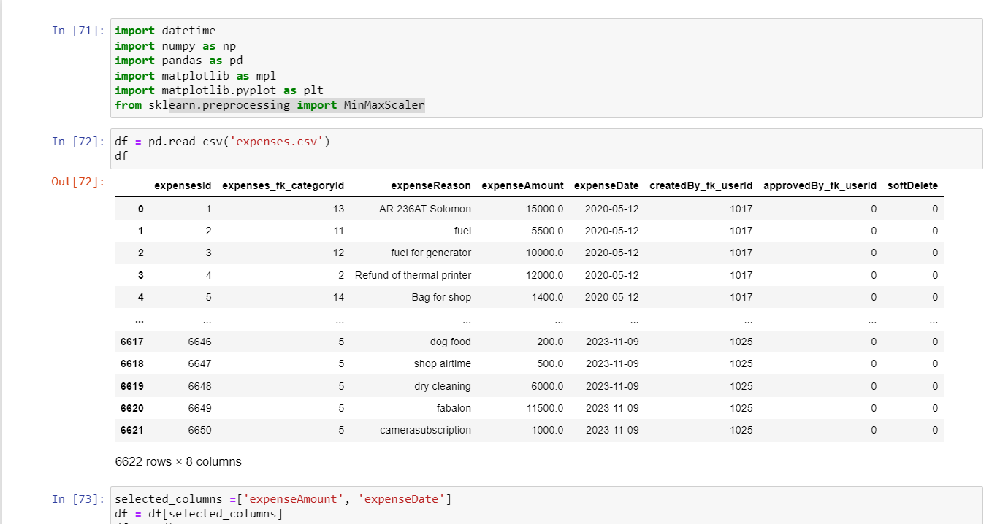 In [71]: import datetime
import numpy as np
import pandas as pd
import matplotlib as mpl
import matplotlib.pyplot as plt
from sklearn.preprocessing import MinMaxScaler
In [72]: df = pd.read_csv('expenses.csv')
df
Out[72]:
expensesId expenses_fk_categoryId expenseReason expenseAmount expenseDate createdBy_fk_userId approvedBy_fk_userId softDelete
0 1 13 AR 236AT Solomon 15000.0 2020-05-12 1017 0 0
1 2 11 fuel 5500.0 2020-05-12 1017 0 0
2 3 12 fuel for generator 10000.0 2020-05-12 1017 0 0
3 4 2 Refund of thermal printer 12000.0 2020-05-12 1017 0 0
4 5 14 Bag for shop 1400.0 2020-05-12 1017 0 0
... ... ... ... ... ... ... ... ...
6617 6646 5 dog food 200.0 2023-11-09 1025 0 0
6618 6647 5 shop airtime 500.0 2023-11-09 1025 0 0
6619 6648 5 dry cleaning 6000.0 2023-11-09 1025 0 0
6620 6649 5 fabalon 11500.0 2023-11-09 1025 0 0
6621 6650 5 camerasubscription 1000.0 2023-11-09 1025 0 0
6622 rows × 8 columns
In [73]: selected_columns =['expenseAmount', 'expenseDate']
df = df[selected_columns]